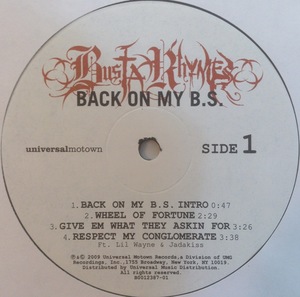 Busta Rhymes
BACK ON MY B.S.
universalmotown
SIDE 1
1.BACK ON MY B.S. INTRO 0:47
2.WHEEL OF FORTUNE 2:29
3.GIVE EM WHAT THEY ASKIN FOR 3:26
4.RESPECT MY CONGLOMERATE 3:38
Ft. Lil Wayne & Jadakiss
℗&© 2009 Universal Motown Records,a Division of UMG
Recordings, Inc.,1755 Broadway, New York, NY 10019.
Distributed by Universal Music Distribution.
All rights reserved.
B0012387-01